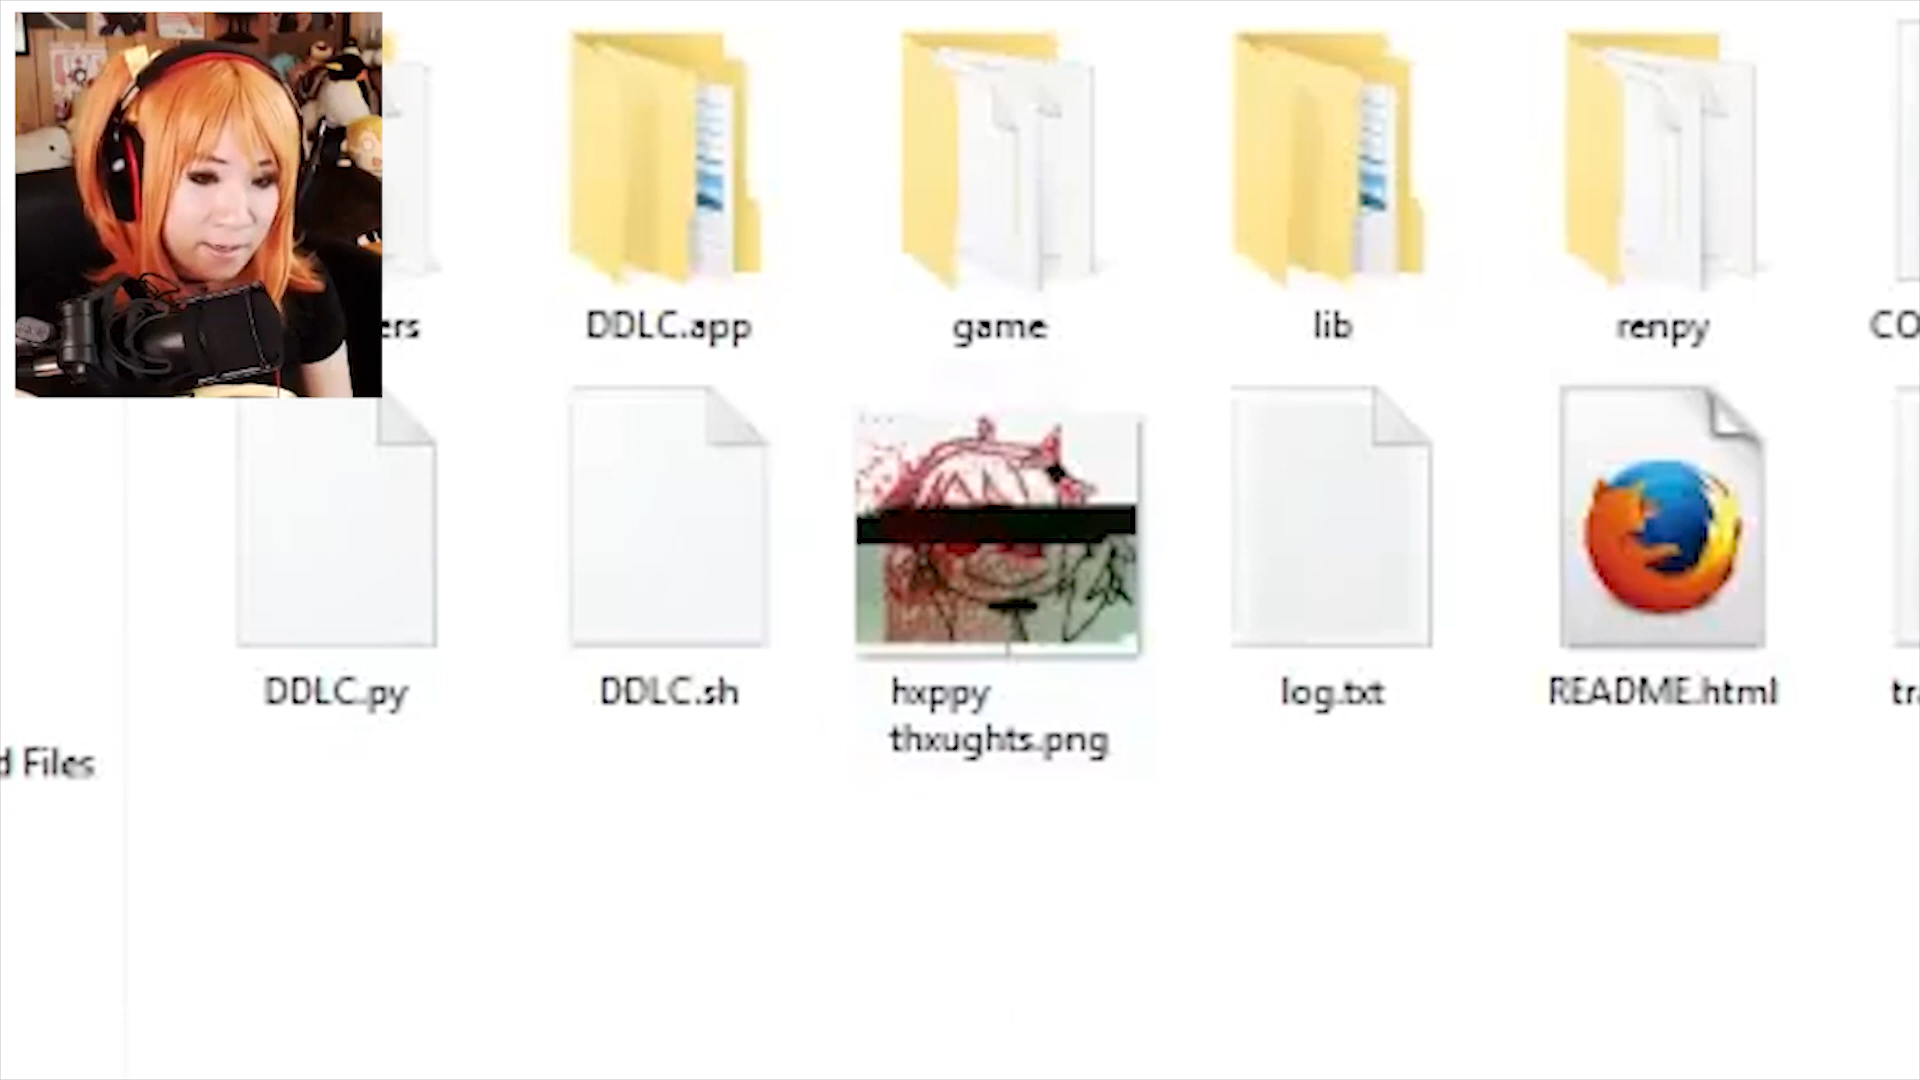 ers
DDLC.app
game
lib
renpy
CO
DDLC.py
DDLC.sh
hxppy
thxughts.png
log.txt
README.html
tr
d Files